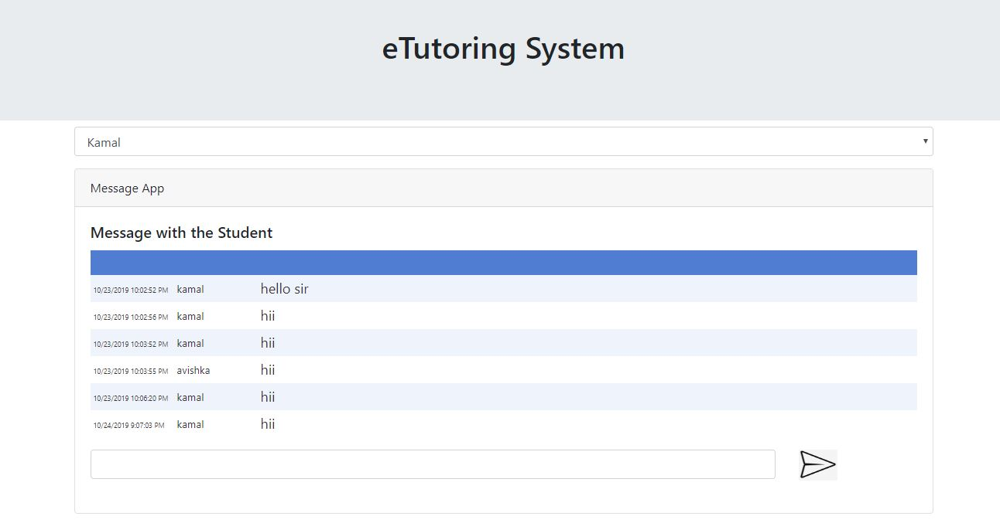 eTutoring System
Kamal
Message App
Message with the Student
10/23/2019 10:02:52 PM kamal hello sir
10/23/2019 10:02:56 PM kamal hii
10/23/2019 10:03:52 PM kamal hii
10/23/2019 10:03:55 PM avishka hii
10/23/2019 10:06:20 PM kamal hii
10/24/2019 9:07:03 PM kamal hii